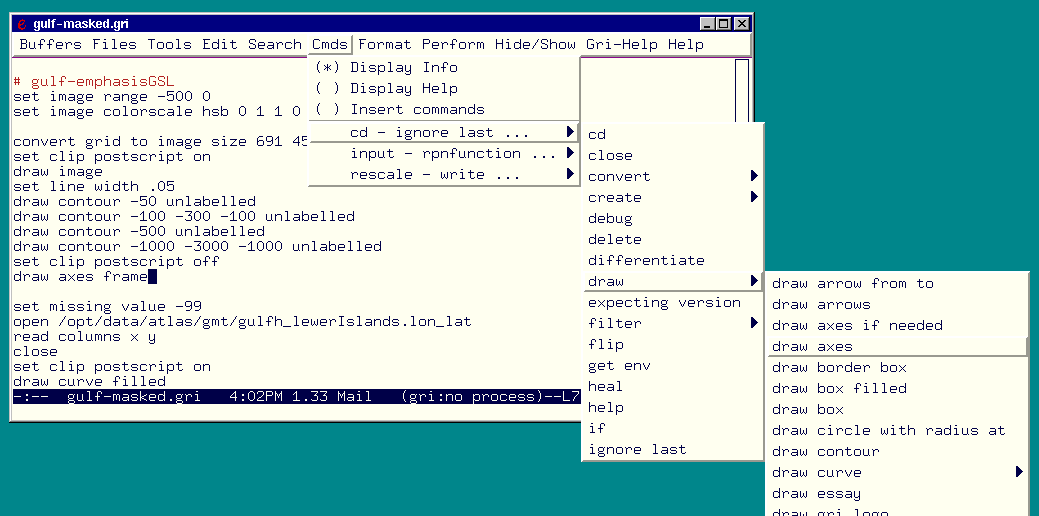 gulf-masked.gri
Buffers Files Tools Edit Search Cmds Format Perform Hide/Show Gri-Help Help
# gulf-emphasisGSL
set image range -500 0
set image colorscale hsb 0 1 1 0
convert grid to image size 691 45
set clip postscript on
draw image
set line width .05
draw contour -50 unlabelled
draw contour -100 -300 -100 unlabelled
draw contour -500 unlabelled
draw contour -1000 -3000 -1000 unlabelled
set clip postscript off
draw axes frame
set missing value -99
open /opt/data/atlas/gmt/gulfh_lewerIslands.lon_lat
read columns x y
close
set clip postscript on
draw curve filled
-:-- gulf-masked.gri 4:02PM 1.33 Mail (gri:no process)--L7
(*) Display Info
( ) Display Help
( ) Insert commands
cd - ignore last ...
input - rpnfunction ...
rescale - write ...
cd
close
convert
create
debug
delete
differentiate
draw
expecting version
filter
flip
get env
heal
help
if
ignore last
draw arrow from to
draw arrows
draw axes if needed
draw axes
draw border box
draw box filled
draw box
draw circle with radius at
draw contour
draw curve
draw essay
draw gri logo